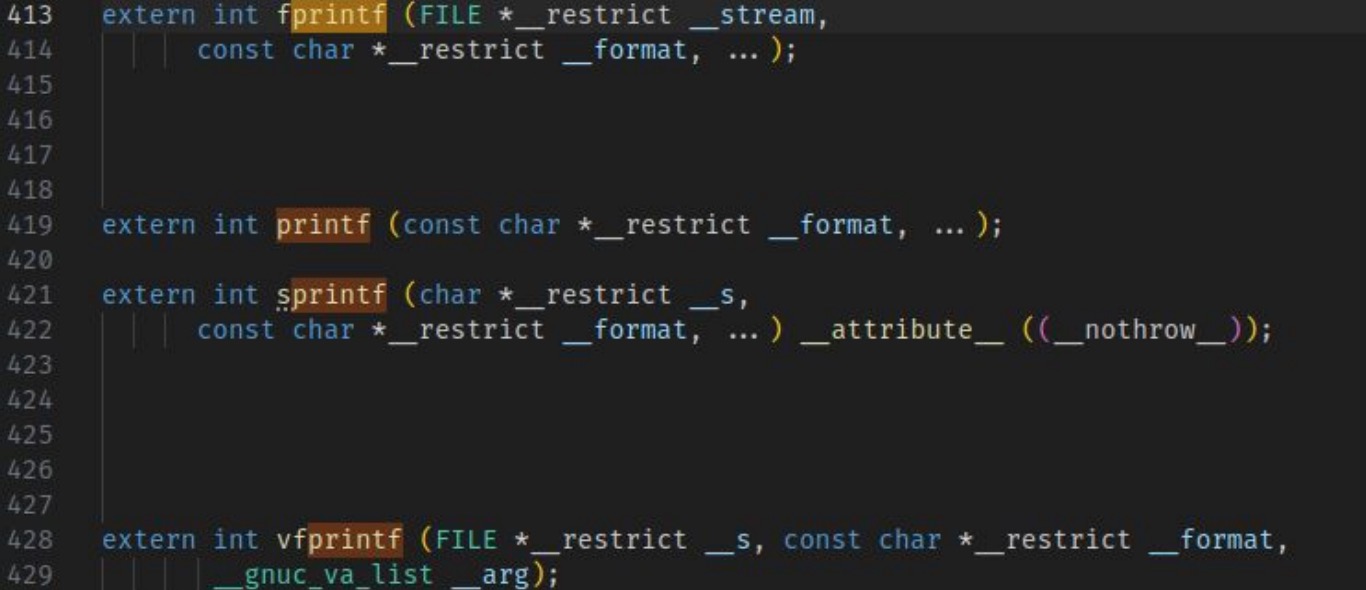 413 extern int fprintf (FILE *__restrict __stream,
414 const char *__restrict __format, ...);
415
416
417
418
419 extern int printf (const char *__restrict __format, ...);
420
421 extern int sprintf (char *__restrict __s,
422 const char *__restrict __format, ...) __attribute__ ((__nothrow__));
423
424
425
426
427
428 extern int vfprintf (FILE *__restrict __s, const char *__restrict __format,
429 __gnuc_va_list __arg);